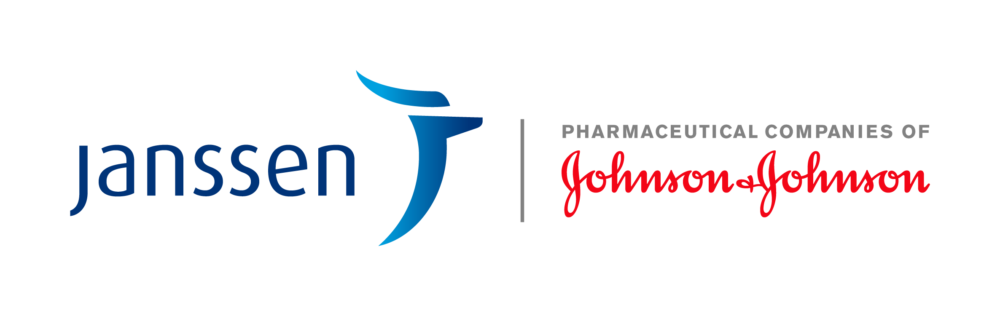 janssen
PHARMACEUTICAL COMPANIES OF
Johnson & Johnson